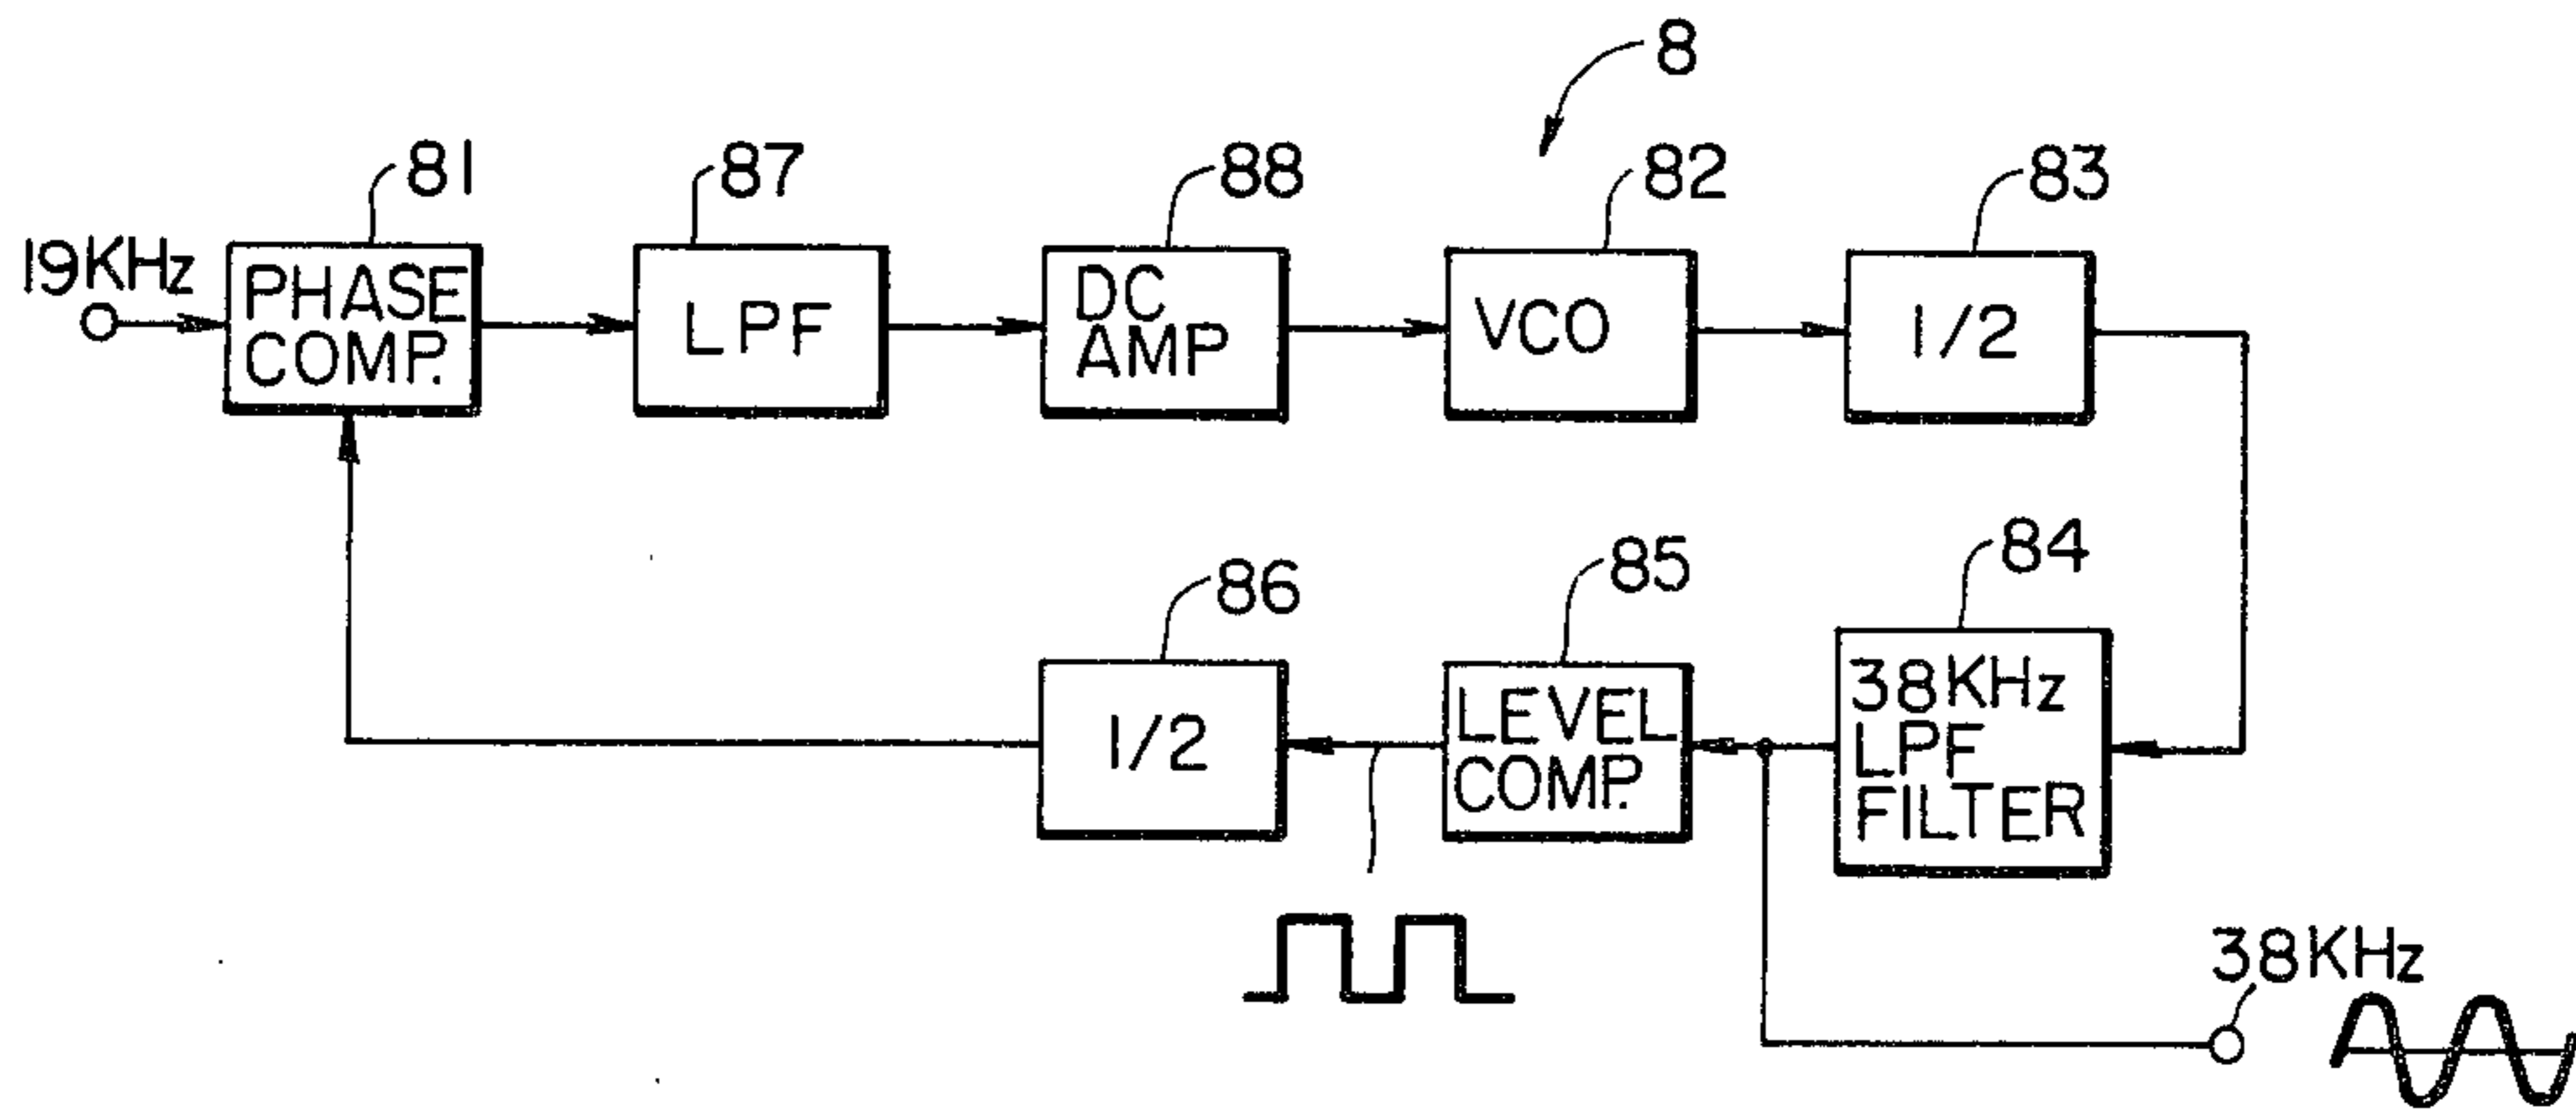 8
81
87
88
82
83
19KHz
PHASE
COMP.
LPF
DC
AMP
VCO
1/2
86
85
84
1/2
LEVEL
COMP.
38KHz
LPF
FILTER
38KHz